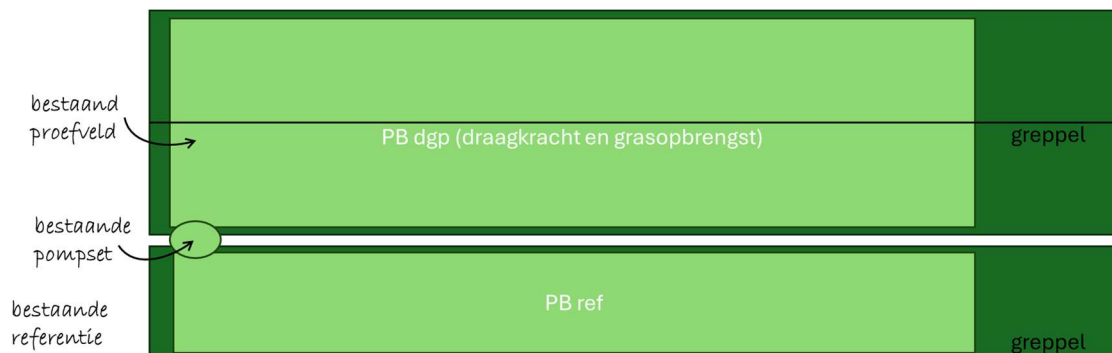 bestaand
proefveld
PB dgp (draagkracht en grasopbrengst)
greppel
bestaande
pompset
PB ref
bestaande
referentie
greppel